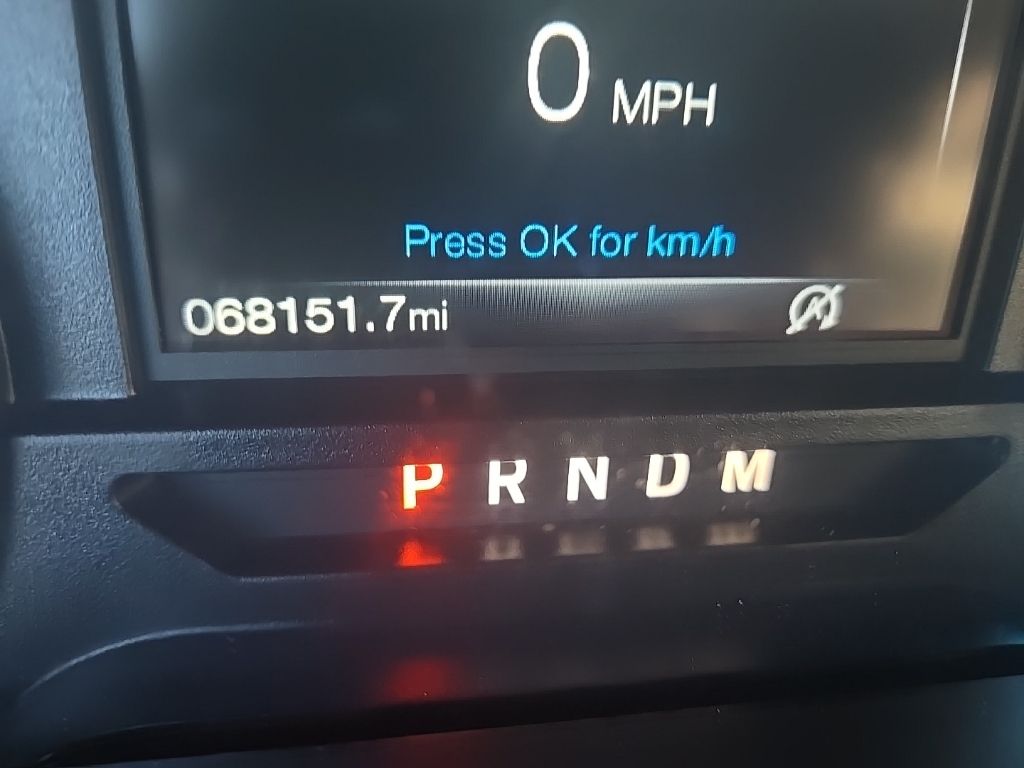 0 MPH
Press OK for km/h
068151.7mi
P R N D M